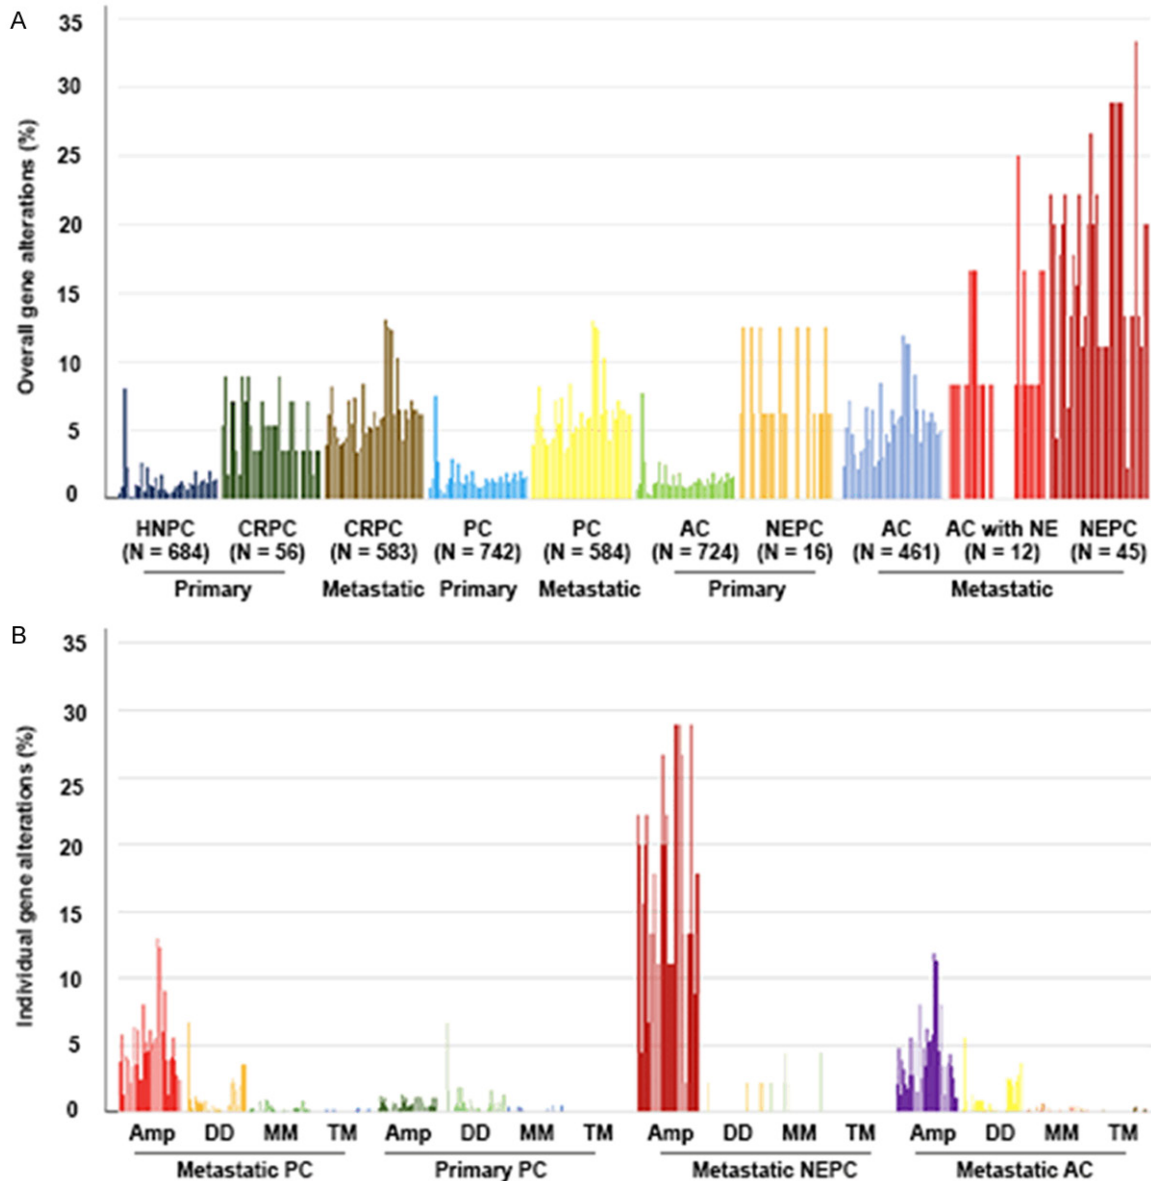 A
Overall gene alterations (%)
35
30
25
20
15
10
5
0
HNPC CRPC CRPC PC PC AC NEPC AC AC with NE NEPC
(N = 684) (N = 56) (N = 583) (N = 742) (N = 584) (N = 724) (N = 16) (N = 461) (N = 12) (N = 45)
Primary Metastatic Primary Metastatic Primary Metastatic
B
Individual gene alterations (%)
35
30
25
20
15
10
5
0
Amp DD MM TM Amp DD MM TM Amp DD MM TM Amp DD MM TM
Metastatic PC Primary PC Metastatic NEPC Metastatic AC